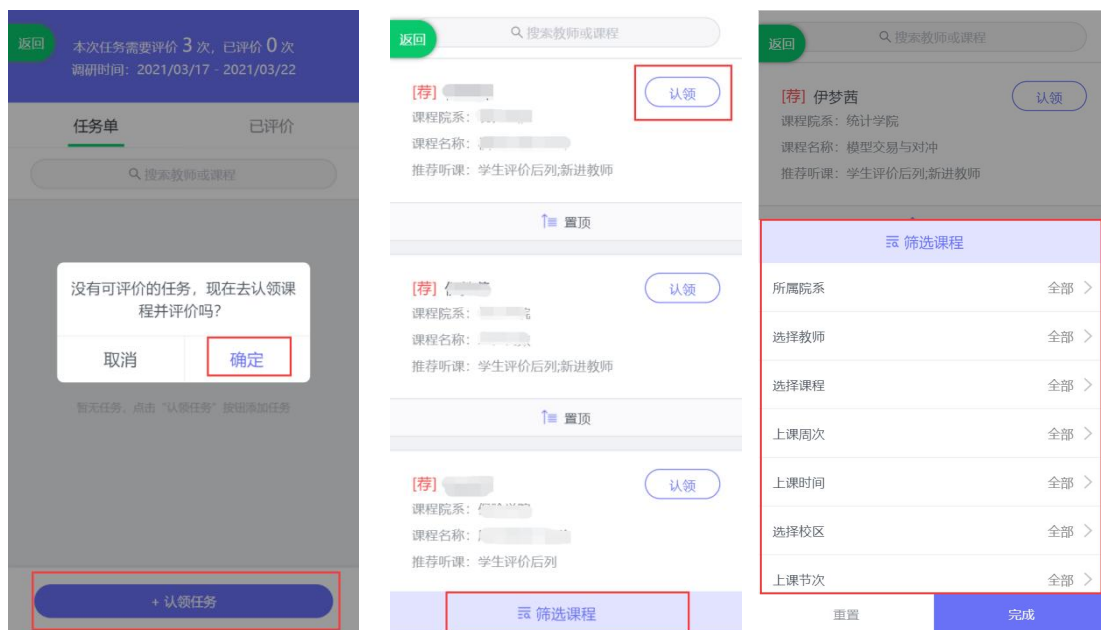 返回
本次任务需要评价 3 次，已评价 0 次
调研时间：2021/03/17 - 2021/03/22
任务单 已评价
搜索教师或课程
没有可评价的任务，现在去认领课
程并评价吗？
取消 确定
暂无任务，点击“认领任务”按钮添加任务
+ 认领任务
返回
搜索教师或课程
[荐] 认领
课程院系：
课程名称：
推荐听课：学生评价后列;新进教师
置顶
[荐] 认领
课程院系：
课程名称：
推荐听课：学生评价后列;新进教师
置顶
[荐] 认领
课程院系：
课程名称：
推荐听课：学生评价后列
筛选课程
返回
搜索教师或课程
[荐] 伊梦茜 认领
课程院系：统计学院
课程名称：模型交易与对冲
推荐听课：学生评价后列;新进教师
筛选课程
所属院系 全部
选择教师 全部
选择课程 全部
上课周次 全部
上课时间 全部
选择校区 全部
上课节次 全部
重置 完成